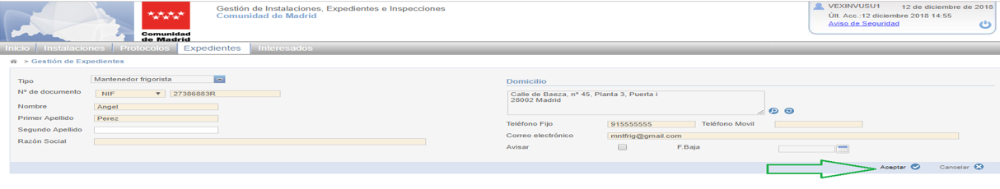 Gestión de Instalaciones, Expedientes e Inspecciones
Comunidad de Madrid
Comunidad
de Madrid
VEXINVUSU1 12 de diciembre de 2018
Últ. Acc.:12 diciembre 2018 14:55
Aviso de Seguridad
Inicio Instalaciones Protocolos Expedientes Interesados
> Gestión de Expedientes
Tipo Mantenedor frigorista
Nº de documento NIF 27386883R
Nombre Angel
Primer Apellido Perez
Segundo Apellido
Razón Social
Domicilio
Calle de Baeza, nº 45, Planta 3, Puerta i
28002 Madrid
Teléfono Fijo 915555555 Teléfono Movil
Correo electrónico mntfrig@gmail.com
Avisar F.Baja
Aceptar Cancelar